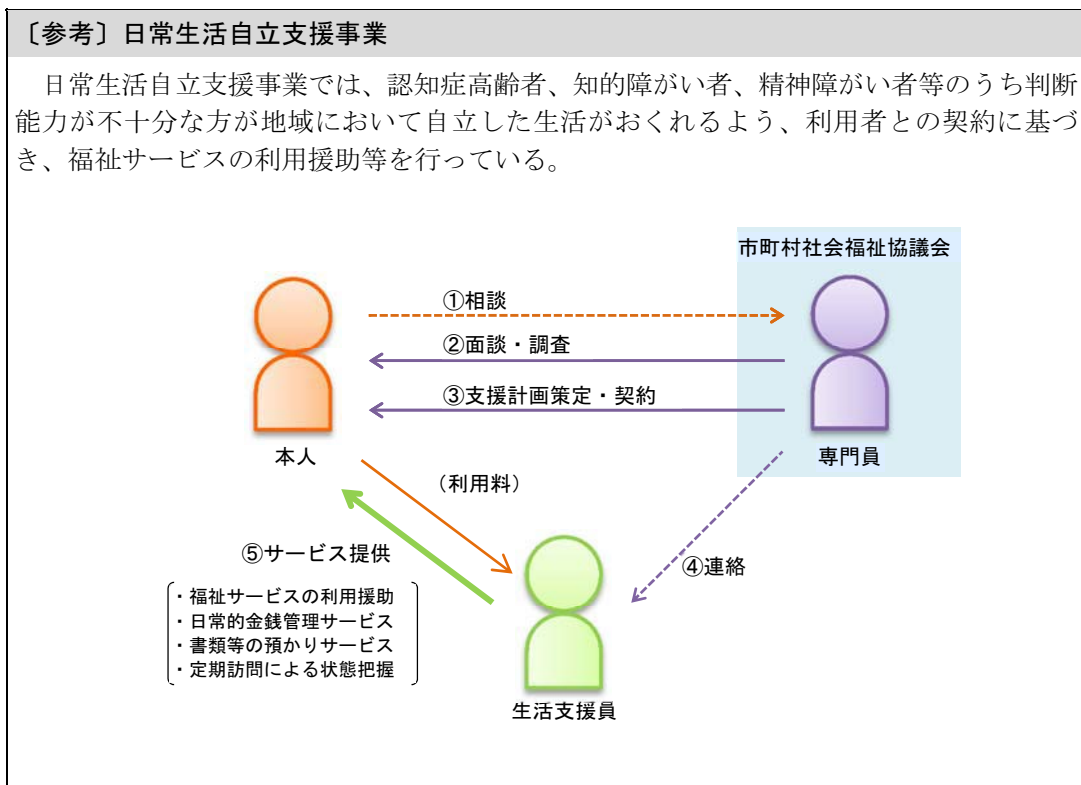 〔参考〕日常生活自立支援事業
日常生活自立支援事業では、認知症高齢者、知的障がい者、精神障がい者等のうち判断
能力が不十分な方が地域において自立した生活がおくれるよう、利用者との契約に基づ
き、福祉サービスの利用援助等を行っている。
市町村社会福祉協議会
①相談
②面談・調査
③支援計画策定・契約
本人
専門員
（利用料）
⑤サービス提供
④連絡
・福祉サービスの利用援助
・日常的金銭管理サービス
・書類等の預かりサービス
・定期訪問による状態把握
生活支援員